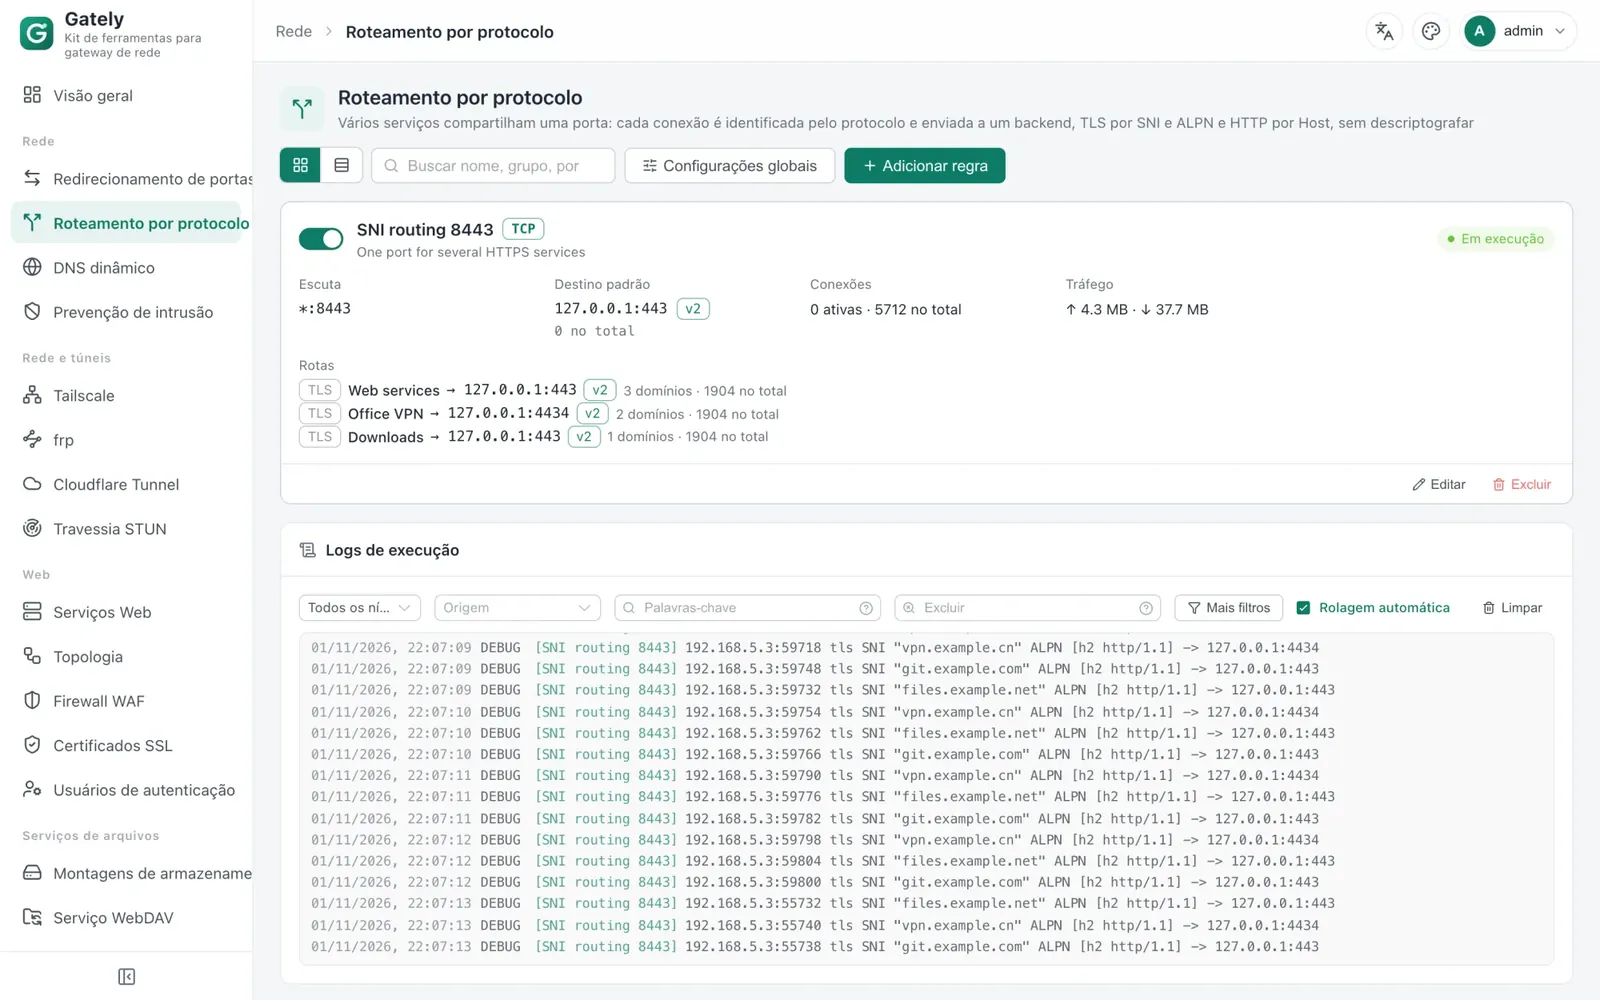 Gately
Kit de ferramentas para
gateway de rede
Visão geral
Rede
Redirecionamento de portas
Roteamento por protocolo
DNS dinâmico
Prevenção de intrusão
Rede e túneis
Tailscale
frp
Cloudflare Tunnel
Travessia STUN
Web
Serviços Web
Topologia
Firewall WAF
Certificados SSL
Usuários de autenticação
Serviços de arquivos
Montagens de armazename
Serviço WebDAV
Rede > Roteamento por protocolo
A admin
Roteamento por protocolo
Vários serviços compartilham uma porta: cada conexão é identificada pelo protocolo e enviada a um backend, TLS por SNI e ALPN e HTTP por Host, sem descriptografar
Buscar nome, grupo, por
Configurações globais
+ Adicionar regra
SNI routing 8443 TCP
One port for several HTTPS services
Em execução
Escuta
*:8443
Destino padrão
127.0.0.1:443 v2
0 no total
Conexões
0 ativas · 5712 no total
Tráfego
↑ 4.3 MB · ↓ 37.7 MB
Rotas
TLS Web services → 127.0.0.1:443 v2 3 domínios · 1904 no total
TLS Office VPN → 127.0.0.1:4434 v2 2 domínios · 1904 no total
TLS Downloads → 127.0.0.1:443 v2 1 domínios · 1904 no total
Editar Excluir
Logs de execução
Todos os ní... Origem Palavras-chave Excluir Mais filtros Rolagem automática Limpar
01/11/2026, 22:07:09 DEBUG [SNI routing 8443] 192.168.5.3:59718 tls SNI "vpn.example.cn" ALPN [h2 http/1.1] -> 127.0.0.1:4434
01/11/2026, 22:07:09 DEBUG [SNI routing 8443] 192.168.5.3:59748 tls SNI "git.example.com" ALPN [h2 http/1.1] -> 127.0.0.1:443
01/11/2026, 22:07:09 DEBUG [SNI routing 8443] 192.168.5.3:59732 tls SNI "files.example.net" ALPN [h2 http/1.1] -> 127.0.0.1:443
01/11/2026, 22:07:10 DEBUG [SNI routing 8443] 192.168.5.3:59754 tls SNI "vpn.example.cn" ALPN [h2 http/1.1] -> 127.0.0.1:4434
01/11/2026, 22:07:10 DEBUG [SNI routing 8443] 192.168.5.3:59762 tls SNI "files.example.net" ALPN [h2 http/1.1] -> 127.0.0.1:443
01/11/2026, 22:07:10 DEBUG [SNI routing 8443] 192.168.5.3:59766 tls SNI "git.example.com" ALPN [h2 http/1.1] -> 127.0.0.1:443
01/11/2026, 22:07:11 DEBUG [SNI routing 8443] 192.168.5.3:59790 tls SNI "vpn.example.cn" ALPN [h2 http/1.1] -> 127.0.0.1:4434
01/11/2026, 22:07:11 DEBUG [SNI routing 8443] 192.168.5.3:59776 tls SNI "files.example.net" ALPN [h2 http/1.1] -> 127.0.0.1:443
01/11/2026, 22:07:11 DEBUG [SNI routing 8443] 192.168.5.3:59782 tls SNI "git.example.com" ALPN [h2 http/1.1] -> 127.0.0.1:443
01/11/2026, 22:07:12 DEBUG [SNI routing 8443] 192.168.5.3:59798 tls SNI "vpn.example.cn" ALPN [h2 http/1.1] -> 127.0.0.1:4434
01/11/2026, 22:07:12 DEBUG [SNI routing 8443] 192.168.5.3:59804 tls SNI "files.example.net" ALPN [h2 http/1.1] -> 127.0.0.1:443
01/11/2026, 22:07:12 DEBUG [SNI routing 8443] 192.168.5.3:59800 tls SNI "git.example.com" ALPN [h2 http/1.1] -> 127.0.0.1:443
01/11/2026, 22:07:13 DEBUG [SNI routing 8443] 192.168.5.3:55732 tls SNI "files.example.net" ALPN [h2 http/1.1] -> 127.0.0.1:443
01/11/2026, 22:07:13 DEBUG [SNI routing 8443] 192.168.5.3:55740 tls SNI "vpn.example.cn" ALPN [h2 http/1.1] -> 127.0.0.1:4434
01/11/2026, 22:07:13 DEBUG [SNI routing 8443] 192.168.5.3:55738 tls SNI "git.example.com" ALPN [h2 http/1.1] -> 127.0.0.1:443